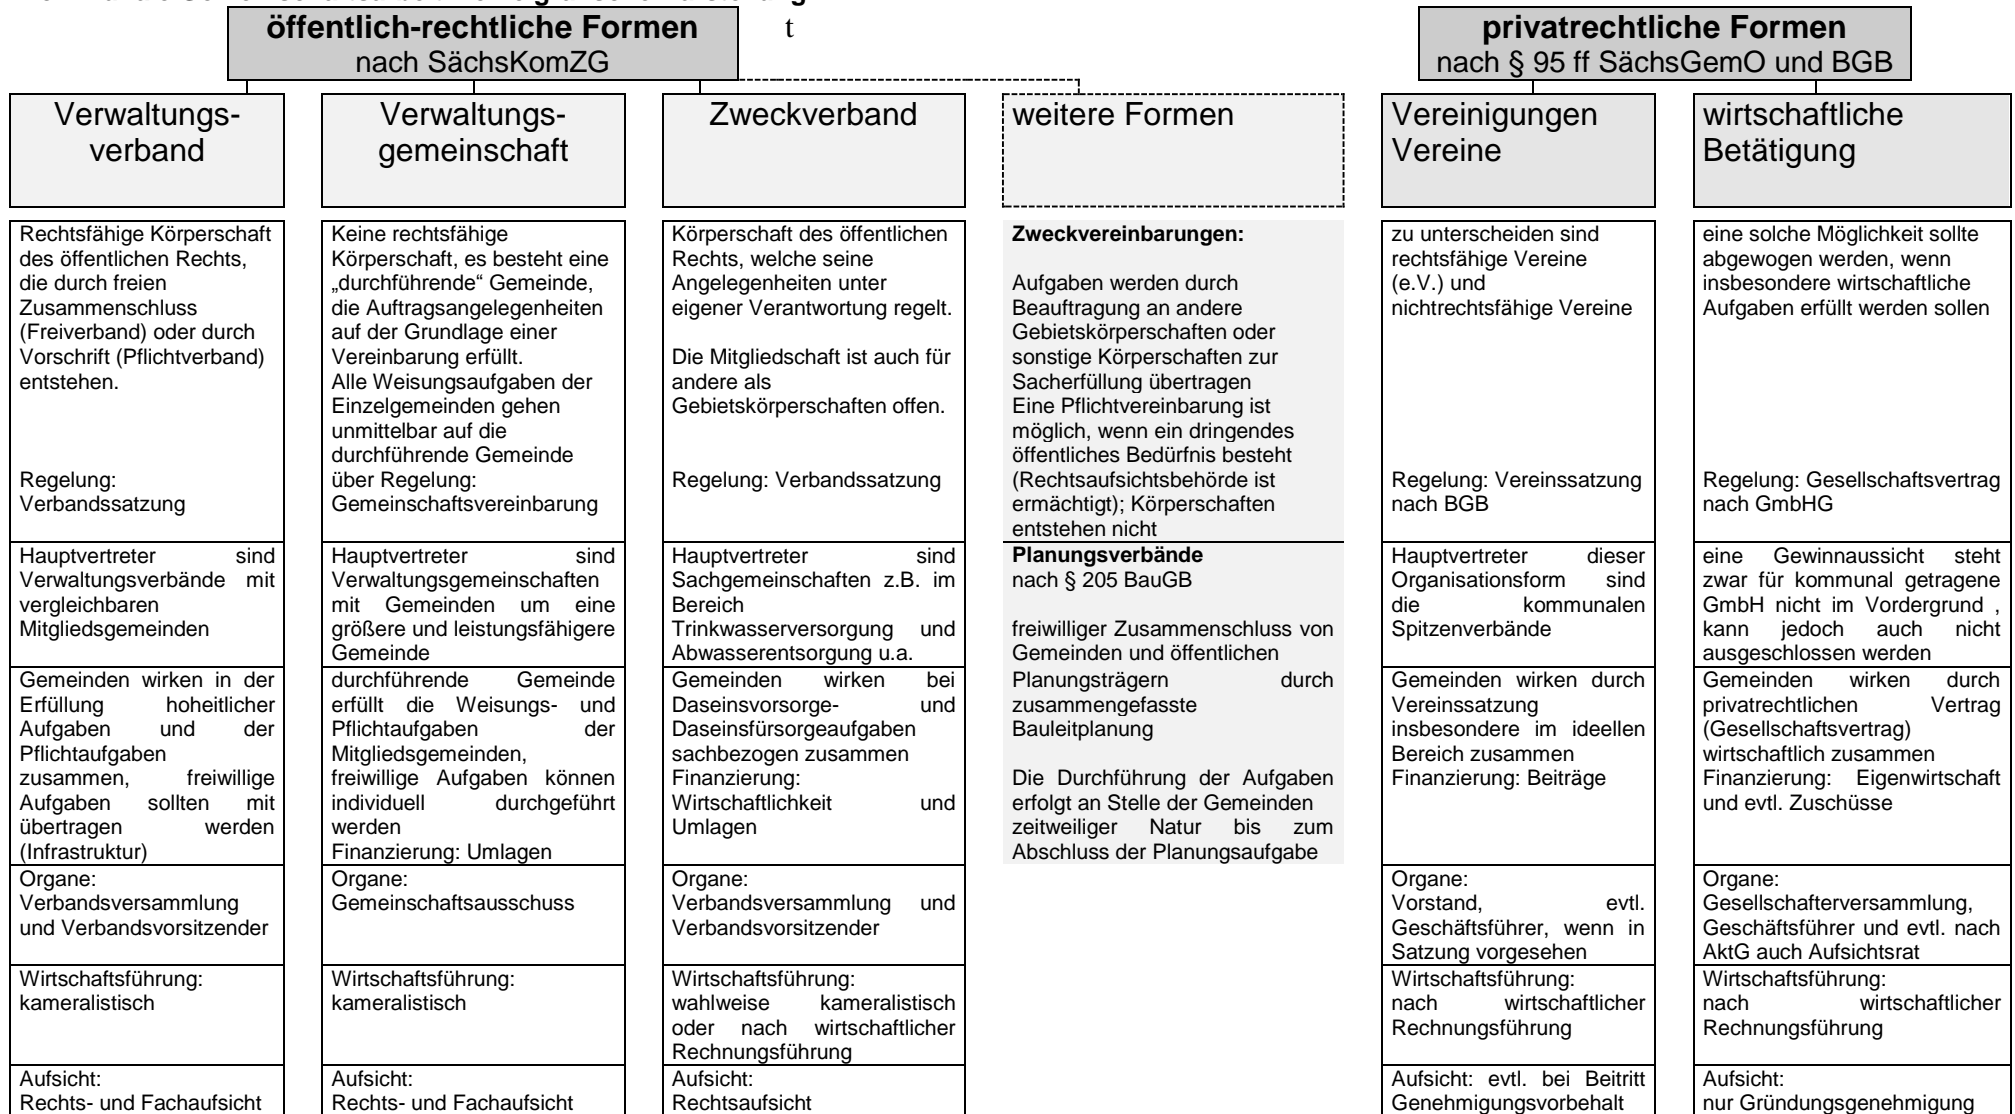 öffentlich-rechtliche Formen
nach SächsKomZG
t
privatrechtliche Formen
nach § 95 ff SächsGemO und BGB
Verwaltungs-
verband
Verwaltungs-
gemeinschaft
Zweckverband
weitere Formen
Vereinigungen
Vereine
wirtschaftliche
Betätigung
Rechtsfähige Körperschaft
des öffentlichen Rechts,
die durch freien
Zusammenschluss
(Freiverband) oder durch
Vorschrift (Pflichtverband)
entstehen.
Regelung:
Verbandssatzung
Keine rechtsfähige
Körperschaft, es besteht eine
„durchführende“ Gemeinde,
die Auftragsangelegenheiten
auf der Grundlage einer
Vereinbarung erfüllt.
Alle Weisungsaufgaben der
Einzelgemeinden gehen
unmittelbar auf die
durchführende Gemeinde
über Regelung:
Gemeinschaftsvereinbarung
Körperschaft des öffentlichen
Rechts, welche seine
Angelegenheiten unter
eigener Verantwortung regelt.
Die Mitgliedschaft ist auch für
andere als
Gebietskörperschaften offen.
Regelung: Verbandssatzung
Zweckvereinbarungen:
Aufgaben werden durch
Beauftragung an andere
Gebietskörperschaften oder
sonstige Körperschaften zur
Sacherfüllung übertragen
Eine Pflichtvereinbarung ist
möglich, wenn ein dringendes
öffentliches Bedürfnis besteht
(Rechtsaufsichtsbehörde ist
ermächtigt); Körperschaften
entstehen nicht
zu unterscheiden sind
rechtsfähige Vereine
(e.V.) und
nichtrechtsfähige Vereine
Regelung: Vereinssatzung
nach BGB
eine solche Möglichkeit sollte
abgewogen werden, wenn
insbesondere wirtschaftliche
Aufgaben erfüllt werden sollen
Regelung: Gesellschaftsvertrag
nach GmbHG
Hauptvertreter sind
Verwaltungsverbände mit
vergleichbaren
Mitgliedsgemeinden
Hauptvertreter sind
Verwaltungsgemeinschaften
mit Gemeinden um eine
größere und leistungsfähigere
Gemeinde
Hauptvertreter sind
Sachgemeinschaften z.B. im
Bereich
Trinkwasserversorgung und
Abwasserentsorgung u.a.
Planungsverbände
nach § 205 BauGB
freiwilliger Zusammenschluss von
Gemeinden und öffentlichen
Planungsträgern durch
zusammengefasste
Bauleitplanung
Die Durchführung der Aufgaben
erfolgt an Stelle der Gemeinden
zeitweiliger Natur bis zum
Abschluss der Planungsaufgabe
Hauptvertreter dieser
Organisationsform sind
die kommunalen
Spitzenverbände
eine Gewinnaussicht steht
zwar für kommunal getragene
GmbH nicht im Vordergrund ,
kann jedoch auch nicht
ausgeschlossen werden
Gemeinden wirken in der
Erfüllung hoheitlicher
Aufgaben und der
Pflichtaufgaben
zusammen, freiwillige
Aufgaben sollten mit
übertragen werden
(Infrastruktur)
durchführende Gemeinde
erfüllt die Weisungs- und
Pflichtaufgaben der
Mitgliedsgemeinden,
freiwillige Aufgaben können
individuell durchgeführt
werden
Finanzierung: Umlagen
Gemeinden wirken bei
Daseinsvorsorge- und
Daseinsfürsorgeaufgaben
sachbezogen zusammen
Finanzierung:
Wirtschaftlichkeit und
Umlagen
Gemeinden wirken durch
Vereinssatzung
insbesondere im ideellen
Bereich zusammen
Finanzierung: Beiträge
Gemeinden wirken durch
privatrechtlichen Vertrag
(Gesellschaftsvertrag)
wirtschaftlich zusammen
Finanzierung: Eigenwirtschaft
und evtl. Zuschüsse
Organe:
Verbandsversammlung
und Verbandsvorsitzender
Organe:
Gemeinschaftsausschuss
Organe:
Verbandsversammlung und
Verbandsvorsitzender
Organe:
Vorstand, evtl.
Geschäftsführer, wenn in
Satzung vorgesehen
Organe:
Gesellschafterversammlung,
Geschäftsführer und evtl. nach
AktG auch Aufsichtsrat
Wirtschaftsführung:
kameralistisch
Wirtschaftsführung:
kameralistisch
Wirtschaftsführung:
wahlweise kameralistisch
oder nach wirtschaftlicher
Rechnungsführung
Wirtschaftsführung:
nach wirtschaftlicher
Rechnungsführung
Wirtschaftsführung:
nach wirtschaftlicher
Rechnungsführung
Aufsicht:
Rechts- und Fachaufsicht
Aufsicht:
Rechts- und Fachaufsicht
Aufsicht:
Rechtsaufsicht
Aufsicht: evtl. bei Beitritt
Genehmigungsvorbehalt
Aufsicht:
nur Gründungsgenehmigung